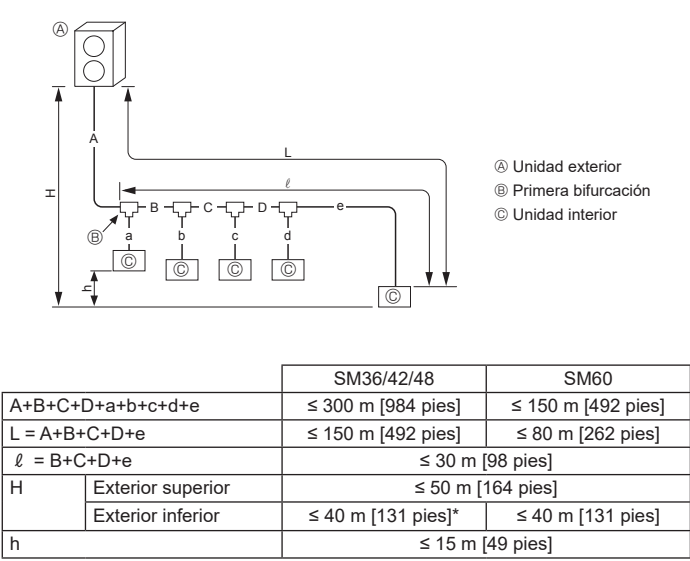 Ⓐ
A
L
Ⓐ Unidad exterior
H
ℓ
Ⓑ Primera bifurcación
B C D e
Ⓒ Unidad interior
Ⓑ a b c d
Ⓒ Ⓒ Ⓒ Ⓒ
h
Ⓒ
SM36/42/48 SM60
A+B+C+D+a+b+c+d+e ≤ 300 m [984 pies] ≤ 150 m [492 pies]
L = A+B+C+D+e ≤ 150 m [492 pies] ≤ 80 m [262 pies]
ℓ = B+C+D+e ≤ 30 m [98 pies]
H Exterior superior ≤ 50 m [164 pies]
Exterior inferior ≤ 40 m [131 pies]* ≤ 40 m [131 pies]
h ≤ 15 m [49 pies]